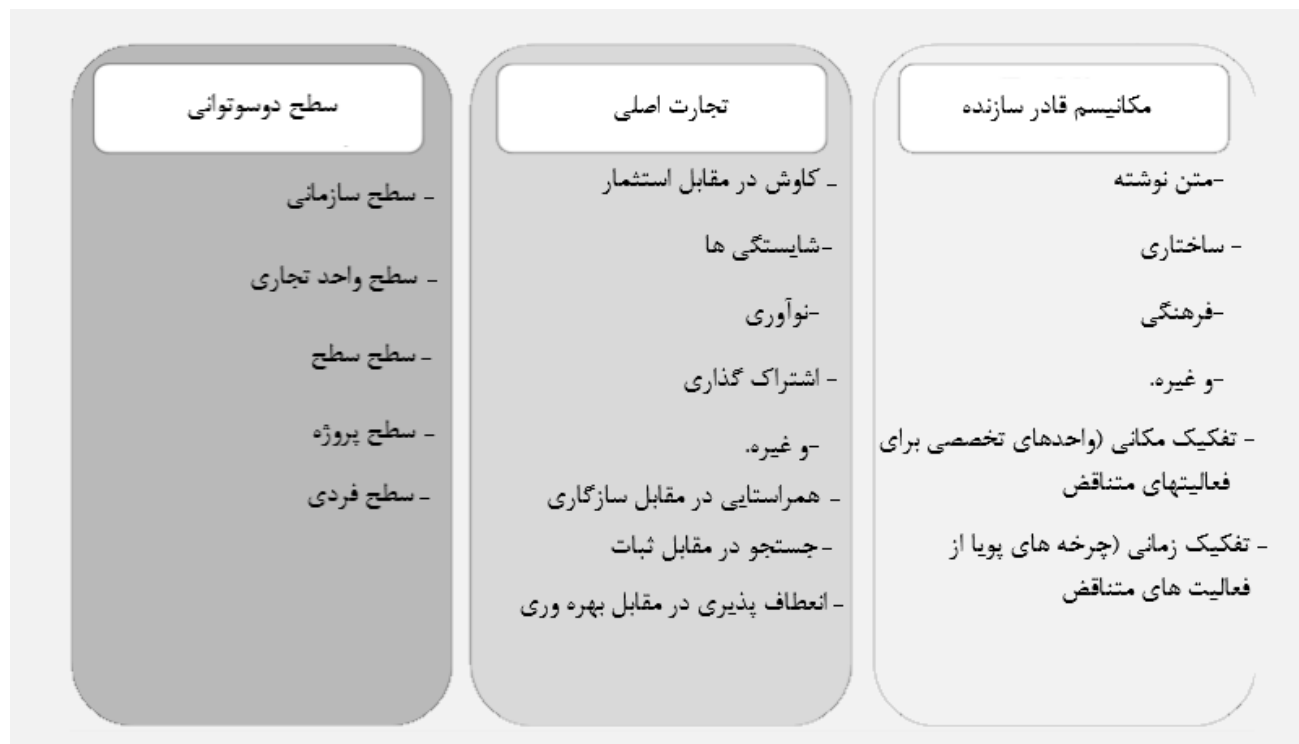 مکانیسم قادر سازنده
-متن نوشته
- ساختاری
-فرهنگی
-و غیره.
- تفکیک مکانی (واحدهای تخصصی برای
فعالیتهای متناقض
- تفکیک زمانی (چرخه های پویا از
فعالیت های متناقض
تجارت اصلی
- کاوش در مقابل استثمار
-شایستگی ها
-نوآوری
- اشتراک گذاری
-و غیره.
- همراستایی در مقابل سازگاری
-جستجو در مقابل ثبات
- انعطاف پذیری در مقابل بهره وری
سطح دوسوتوانی
- سطح سازمانی
- سطح واحد تجاری
- سطح سطح
- سطح پروژه
- سطح فردی